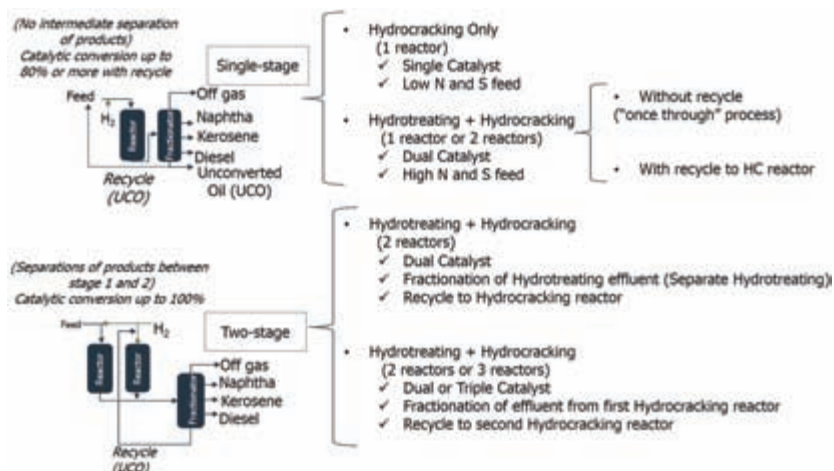 (No intermediate separation
of products)
Catalytic conversion up to
80% or more with recycle
Feed
H2
Reactor
Fractionator
Off gas
Naphtha
Kerosene
Diesel
Unconverted
Oil (UCO)
Recycle
(UCO)
Single-stage
• Hydrocracking Only
(1 reactor)
✓ Single Catalyst
✓ Low N and S feed
• Hydrotreating + Hydrocracking
(1 reactor or 2 reactors)
✓ Dual Catalyst
✓ High N and S feed
• Without recycle
("once through" process)
• With recycle to HC reactor
(Separations of products between
stage 1 and 2)
Catalytic conversion up to 100%
Feed
H2
Reactor
Reactor
Fractionator
Off gas
Naphtha
Kerosene
Diesel
Recycle
(UCO)
Two-stage
• Hydrotreating + Hydrocracking
(2 reactors)
✓ Dual Catalyst
✓ Fractionation of Hydrotreating effluent (Separate Hydrotreating)
✓ Recycle to Hydrocracking reactor
• Hydrotreating + Hydrocracking
(2 reactors or 3 reactors)
✓ Dual or Triple Catalyst
✓ Fractionation of effluent from first Hydrocracking reactor
✓ Recycle to second Hydrocracking reactor